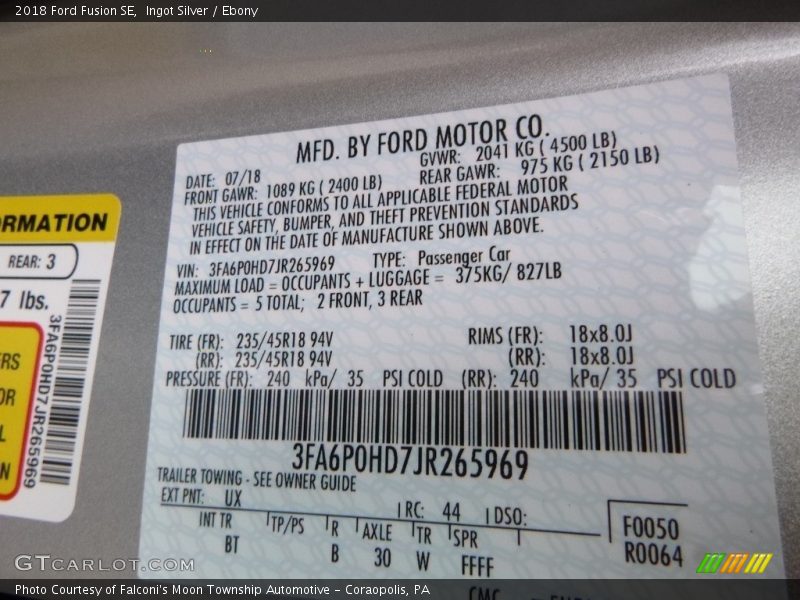 2018 Ford Fusion SE, Ingot Silver / Ebony
MFD. BY FORD MOTOR CO.
DATE: 07/18 GVWR: 2041 KG ( 4500 LB)
FRONT GAWR: 1089 KG ( 2400 LB) REAR GAWR: 975 KG ( 2150 LB)
THIS VEHICLE CONFORMS TO ALL APPLICABLE FEDERAL MOTOR
VEHICLE SAFETY, BUMPER, AND THEFT PREVENTION STANDARDS
IN EFFECT ON THE DATE OF MANUFACTURE SHOWN ABOVE.
VIN: 3FA6P0HD7JR265969 TYPE: Passenger Car
MAXIMUM LOAD = OCCUPANTS + LUGGAGE = 375KG/ 827LB
OCCUPANTS = 5 TOTAL; 2 FRONT, 3 REAR
TIRE (FR): 235/45R18 94V RIMS (FR): 18x8.0J
(RR): 235/45R18 94V (RR): 18x8.0J
PRESSURE (FR): 240 kPa/ 35 PSI COLD (RR): 240 kPa/ 35 PSI COLD
3FA6P0HD7JR265969
TRAILER TOWING - SEE OWNER GUIDE
EXT PNT: UX RC: 44 DSO:
INT TR TP/PS R AXLE TR SPR
BT B 30 W FFFF
F0050
R0064
RMATION
REAR: 3
7 lbs.
ERS
OR
L
N
3FA6P0HD7JR265969
GTCARLOT.COM
Photo Courtesy of Falconi's Moon Township Automotive - Coraopolis, PA